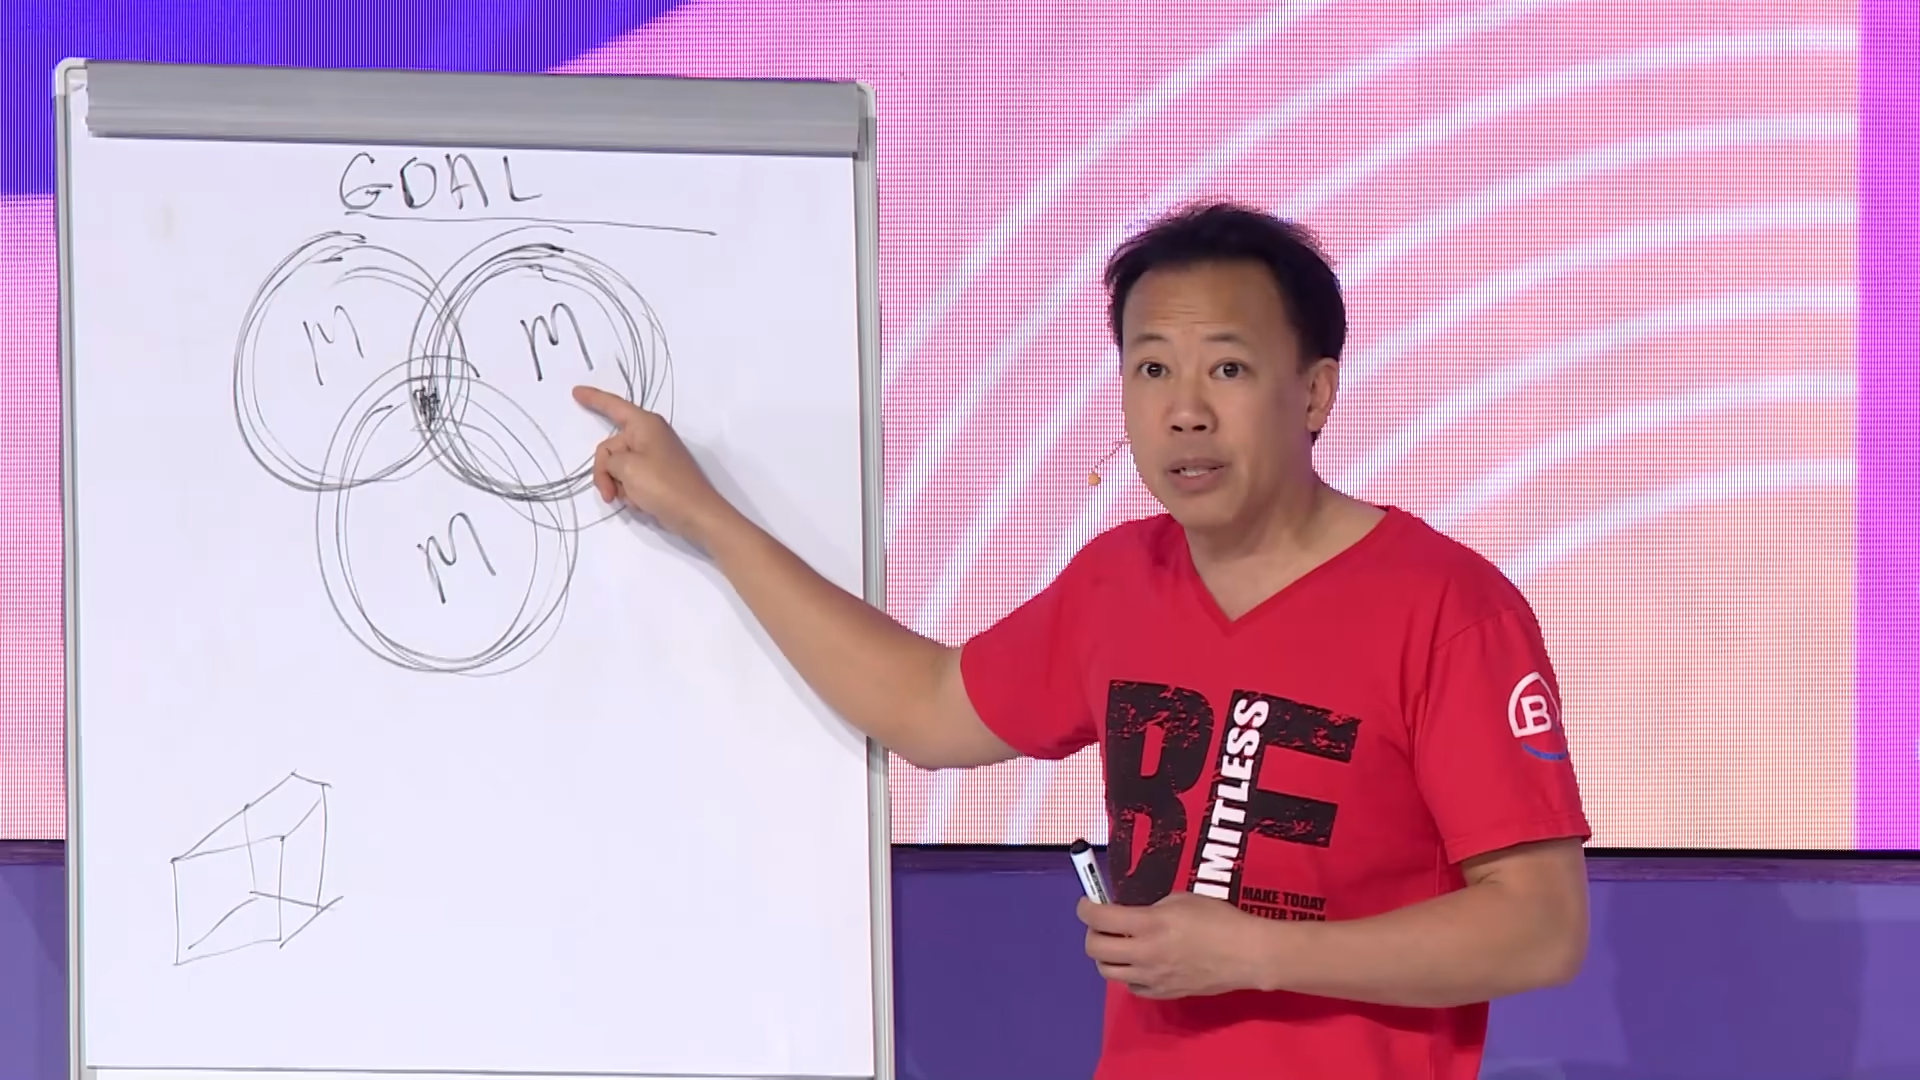 GOAL
M M
M
BE
LIMITLESS
MAKE TODAY
BETTER THAN
B